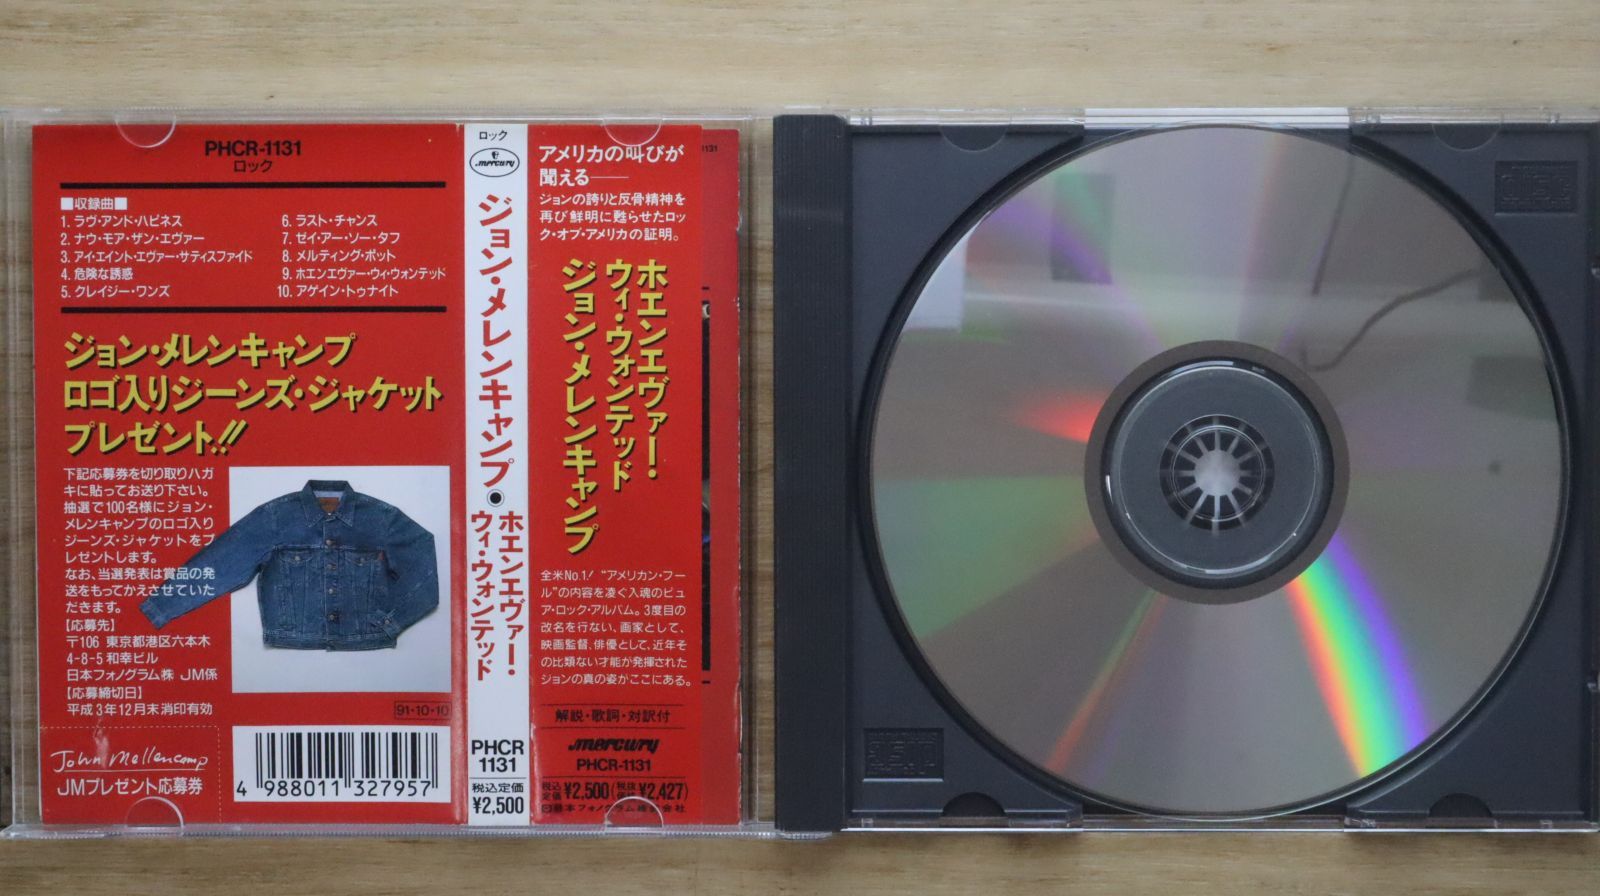 PHCR-1131
ロック
■収録曲■
1. ラヴ・アンド・ハピネス
2. ナウ・モア・ザン・エヴァー
3. アイ・エイント・エヴァー・サティスファイド
4. 危険な誘惑
5. クレイジー・ワンズ
6. ラスト・チャンス
7. ゼイ・アー・ソー・タフ
8. メルティング・ポット
9. ホエンエヴァー・ウィ・ウォンテッド
10. アゲイン・トゥナイト
ジョン・メレンキャンプ
ロゴ入りジーンズ・ジャケット
プレゼント!!
下記応募券を切り取りハガ
キに貼ってお送り下さい。
抽選で100名様にジョン・
メレンキャンプのロゴ入り
ジーンズ・ジャケットをプ
レゼントします。
なお、当選発表は賞品の発
送をもってかえさせていた
だきます。
【応募先】
〒106 東京都港区六本木
4-8-5 和幸ビル
日本フォノグラム㈱ JM係
【応募締切日】
平成3年12月末消印有効
91・10・10
John Mellencamp
JMプレゼント応募券
4 988011 327957
ロック
mercury
ジョン・メレンキャンプ
ホエンエヴァー・
ウィ・ウォンテッド
PHCR
1131
税込定価
¥2,500
アメリカの叫びが
聞える——
ジョンの誇りと反骨精神を
再び鮮明に甦らせたロッ
ク・オブ・アメリカの証明。
ホエンエヴァー・
ウィ・ウォンテッド
ジョン・メレンキャンプ
全米No.1! “アメリカン・フー
ル”の内容を凌ぐ入魂のピュ
ア・ロック・アルバム。3度目の
改名を行ない、画家として、
映画監督、俳優として、近年そ
の比類ない才能が発揮された
ジョンの真の姿がここにある。
解説・歌詞・対訳付
mercury
PHCR-1131
税込定価¥2,500(税抜価格¥2,427)
日本フォノグラム株式会社
1131